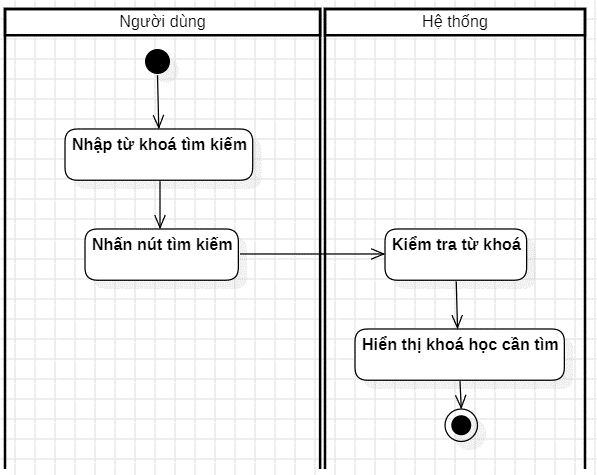 Người dùng
Hệ thống
Nhập từ khoá tìm kiếm
Nhấn nút tìm kiếm
Kiểm tra từ khoá
Hiển thị khoá học cần tìm